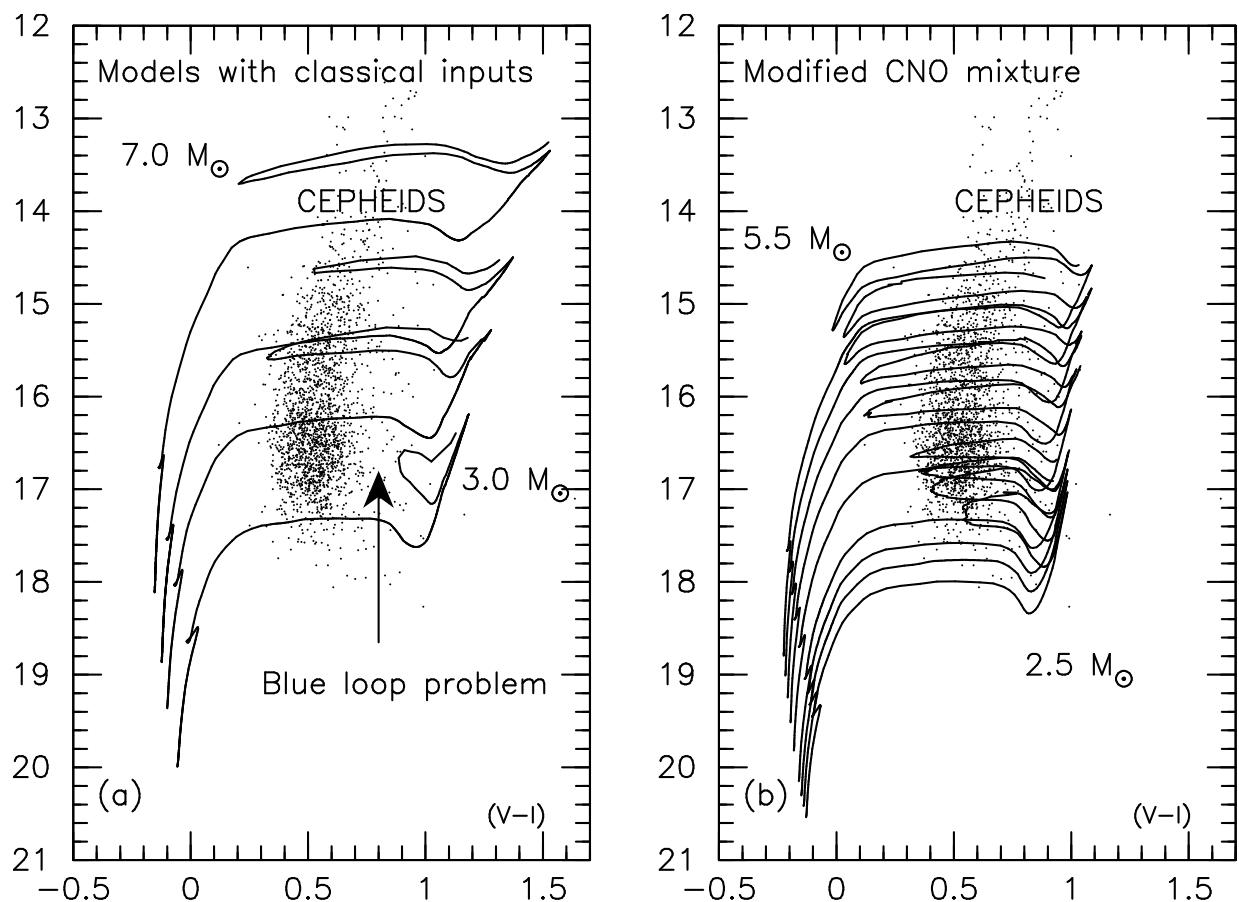 12
13
14
15
16
17
18
19
20
21
−0.5
0
0.5
1
1.5
Models with classical inputs
7.0 M⊙
CEPHEIDS
3.0 M⊙
Blue loop problem
(a)
(V−I)
12
13
14
15
16
17
18
19
20
21
−0.5
0
0.5
1
1.5
Modified CNO mixture
CEPHEIDS
5.5 M⊙
2.5 M⊙
(b)
(V−I)